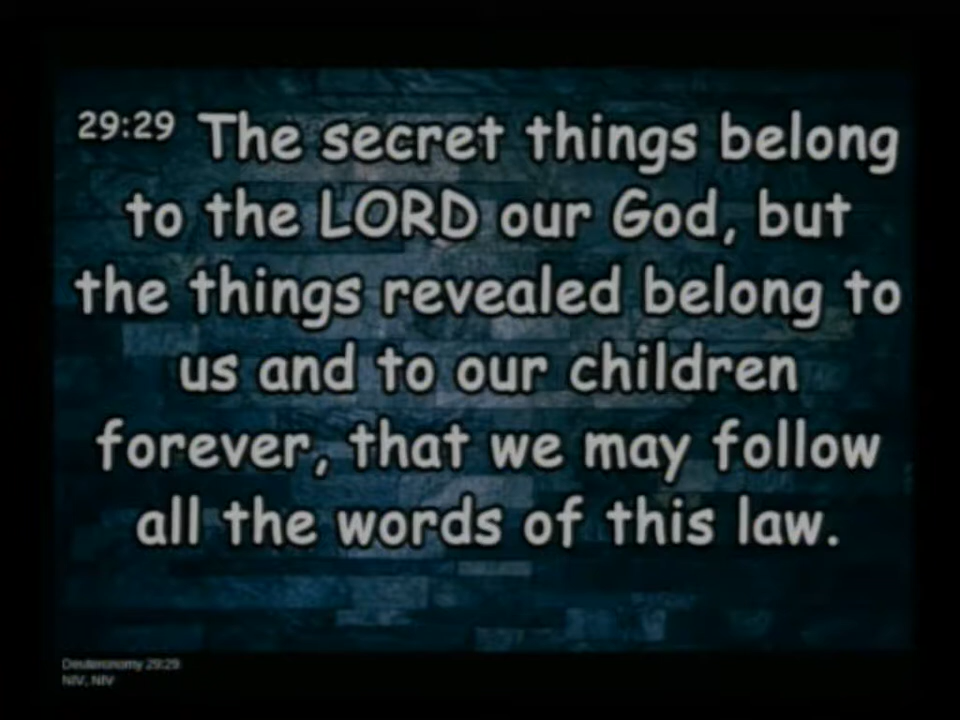 29:29 The secret things belong
to the LORD our God, but
the things revealed belong to
us and to our children
forever, that we may follow
all the words of this law.
Deuteronomy 29:29
NIV, NIV